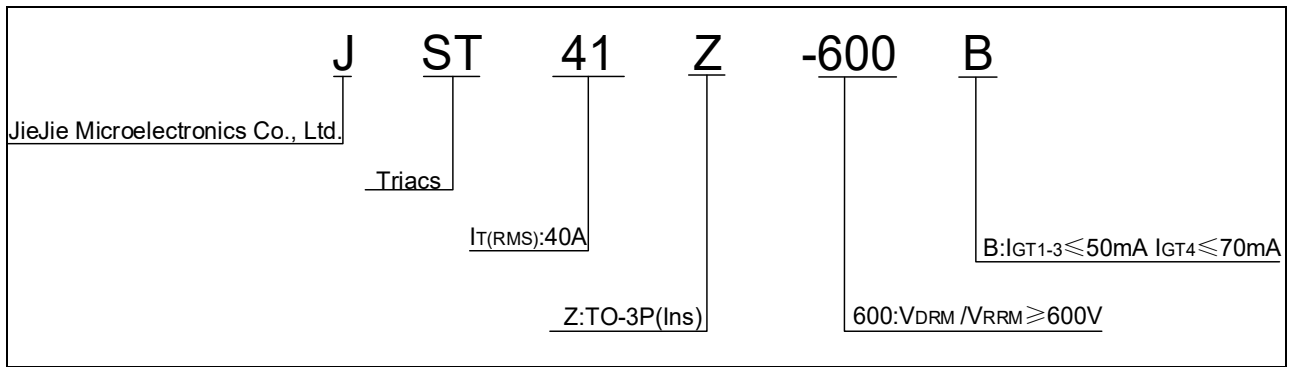 J ST 41 Z -600 B
JieJie Microelectronics Co., Ltd.
Triacs
IT(RMS):40A
B:IGT1-3≤50mA IGT4≤70mA
Z:TO-3P(Ins)
600:VDRM /VRRM≥600V